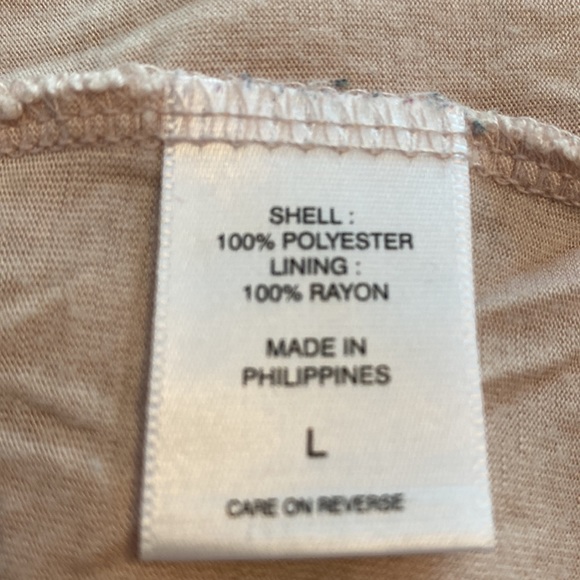 SHELL :
100% POLYESTER
LINING :
100% RAYON
MADE IN
PHILIPPINES
L
CARE ON REVERSE